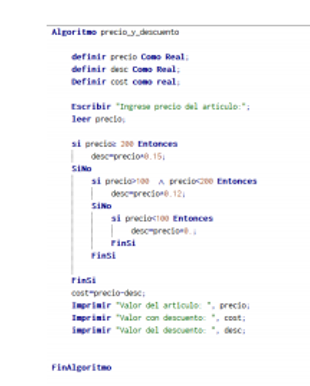 Algoritmo precio_y_descuento
definir precio Como Real;
definir desc Como Real;
Definir cost como real;
Escribir "Ingrese precio del articulo:";
leer precio;
si precio≥ 200 Entonces
desc=precio*0.15;
SiNo
si precio>100 ∧ precio<200 Entonces
desc=precio*0.12;
SiNo
si precio<100 Entonces
desc=precio*0.;
FinSi
FinSi
FinSi
cost=precio-desc;
Imprimir "Valor del articulo: ", precio;
Imprimir "Valor con descuento: ", cost;
imprimir "Valor del descuento: ", desc;
FinAlgoritmo